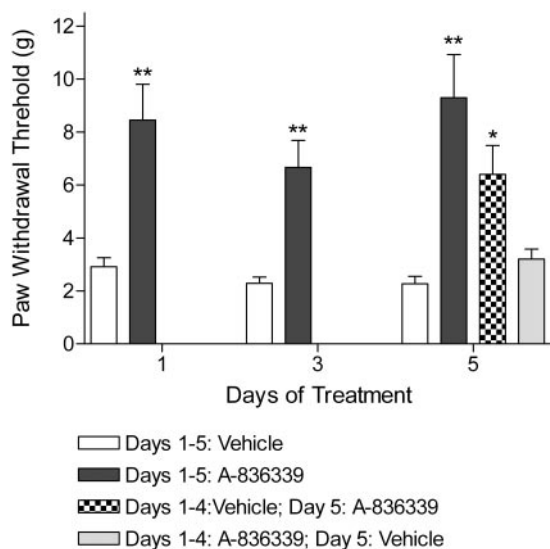 Paw Withdrawal Threhold (g)
12
10
8
6
4
2
0
**
**
**
*
1 3 5
Days of Treatment
Days 1-5: Vehicle
Days 1-5: A-836339
Days 1-4:Vehicle; Day 5: A-836339
Days 1-4: A-836339; Day 5: Vehicle